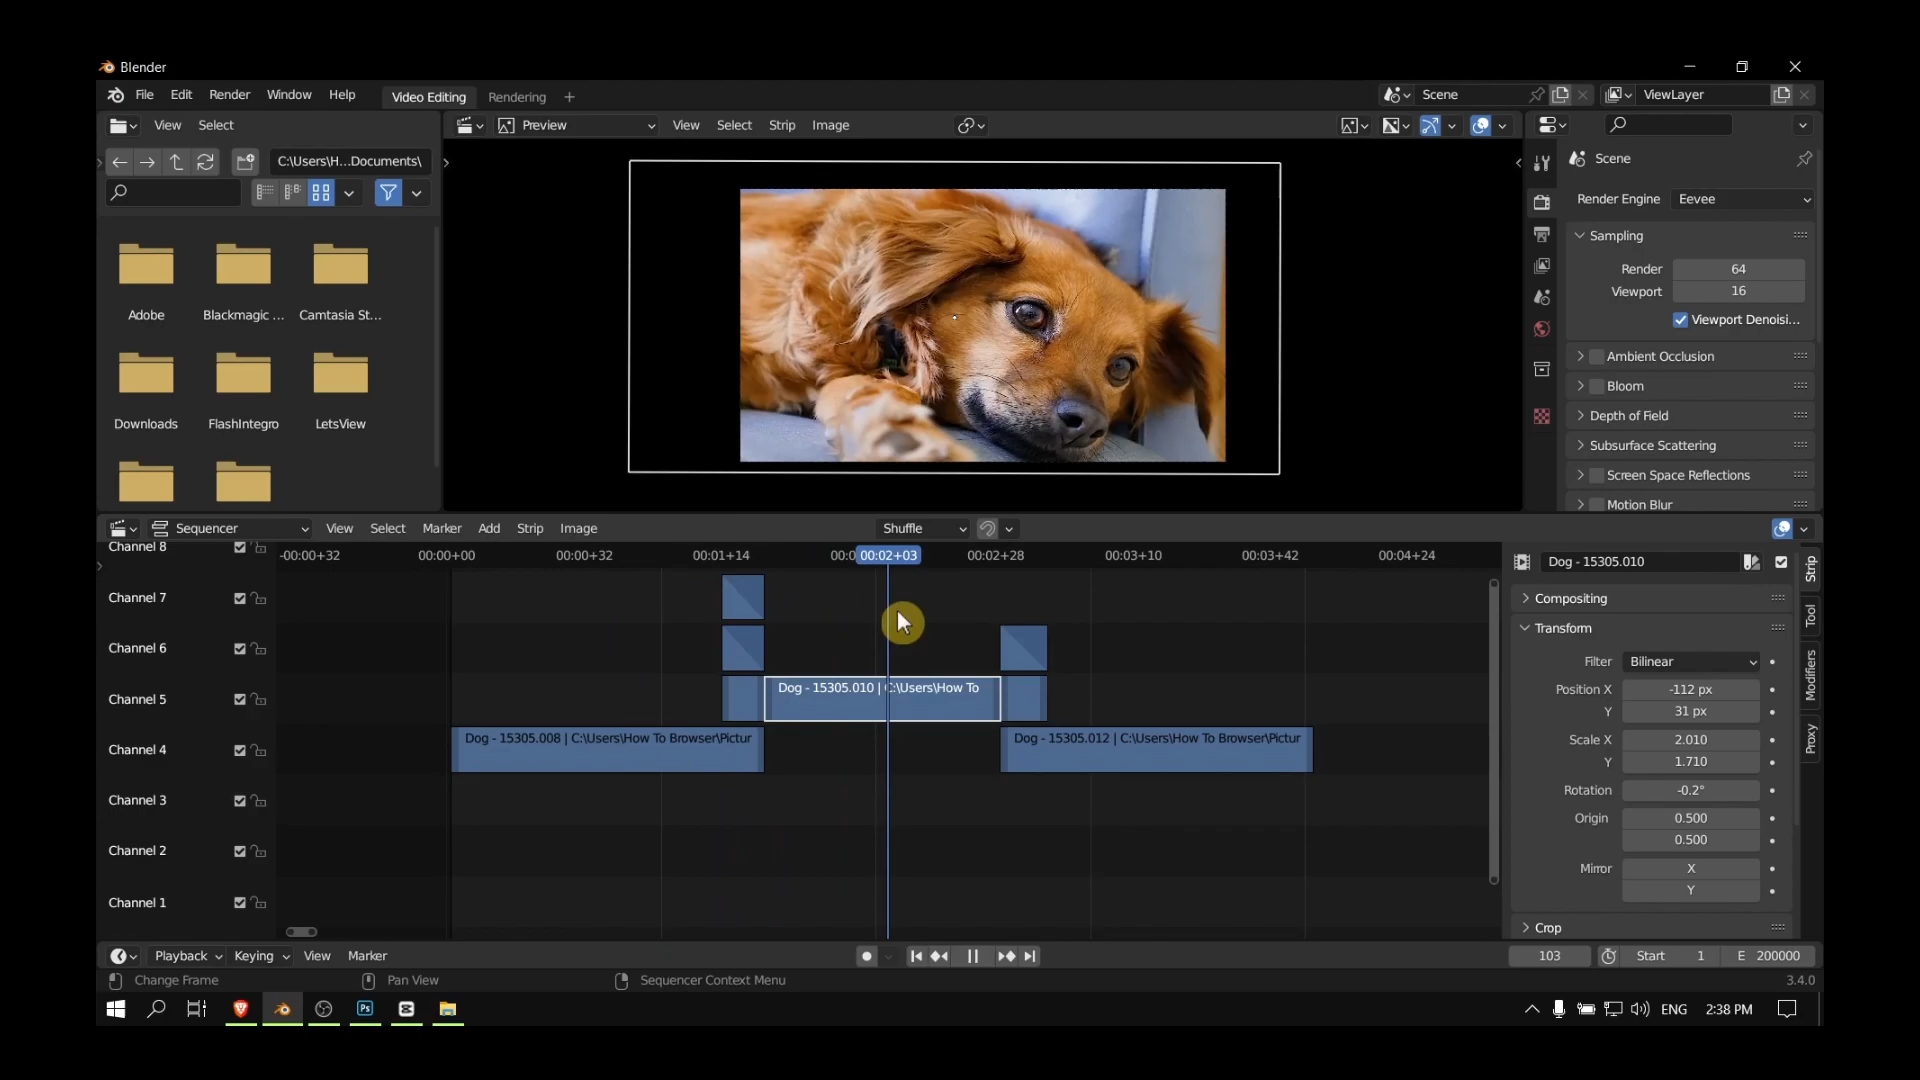 Blender
File Edit Render Window Help Video Editing Rendering + Scene ViewLayer
View Select Preview View Select Strip Image
C:\Users\H...Documents\
Scene
Render Engine Eevee
Sampling
Render 64
Viewport 16
Viewport Denoisi...
Ambient Occlusion
Bloom
Depth of Field
Subsurface Scattering
Screen Space Reflections
Motion Blur
Adobe Blackmagic ... Camtasia St...
Downloads FlashIntegro LetsView
Sequencer View Select Marker Add Strip Image Shuffle
-00:00+32 00:00+00 00:00+32 00:01+14 00:02+03 00:02+28 00:03+10 00:03+42 00:04+24
Channel 8
Channel 7
Channel 6
Channel 5
Channel 4
Channel 3
Channel 2
Channel 1
Dog - 15305.010 | C:\Users\How To
Dog - 15305.008 | C:\Users\How To Browser\Pictur
Dog - 15305.012 | C:\Users\How To Browser\Pictur
Dog - 15305.010
Compositing
Transform
Filter Bilinear
Position X -112 px
Y 31 px
Scale X 2.010
Y 1.710
Rotation -0.2°
Origin 0.500
0.500
Mirror X
Y
Crop
Strip
Tool
Modifiers
Proxy
Playback Keying View Marker 103 Start 1 E 200000
Change Frame Pan View Sequencer Context Menu 3.4.0
Ps ENG 2:38 PM